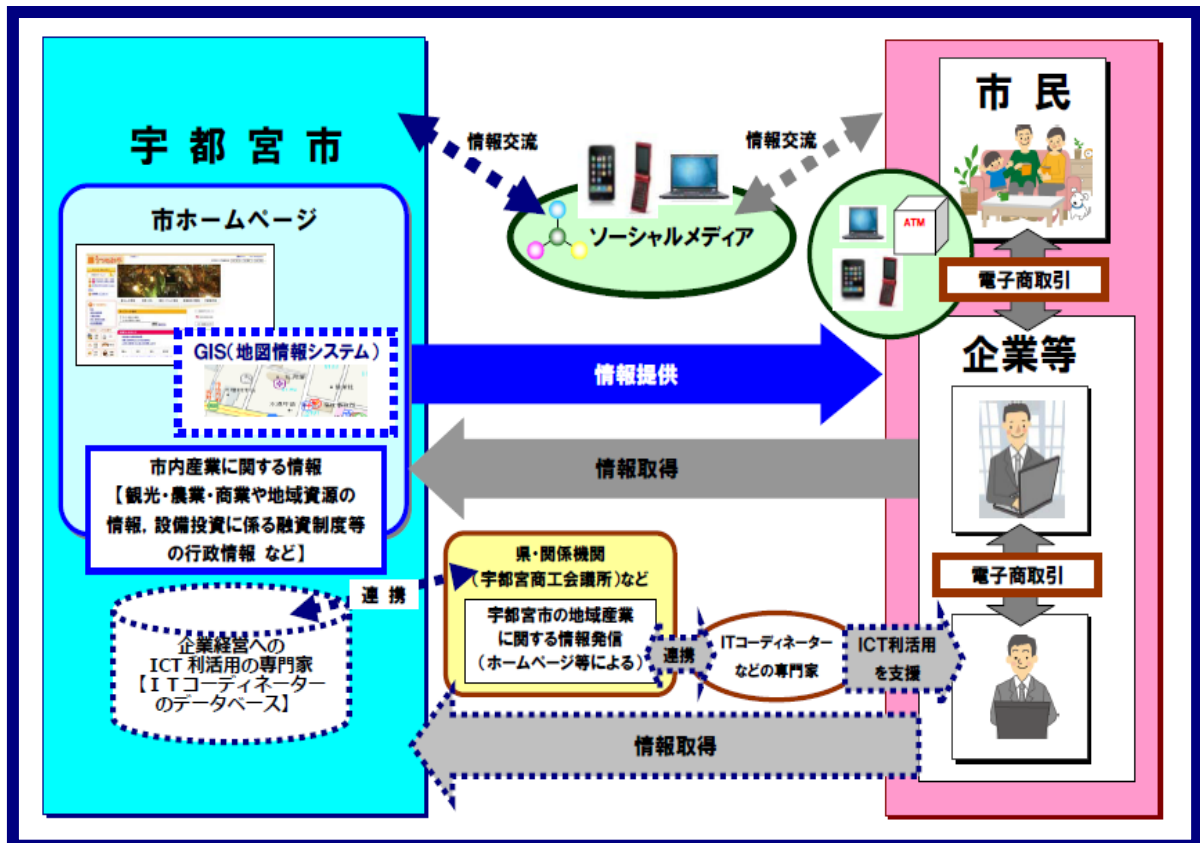 宇都宮市
市ホームページ
GIS(地図情報システム)
市内産業に関する情報
【観光・農業・商業や地域資源の
情報，設備投資に係る融資制度等
の行政情報 など】
企業経営への
ICT 利活用の専門家
【ＩＴコーディネーター
のデータベース】
連 携
情報交流
ソーシャルメディア
情報交流
情報提供
情報取得
県・関係機関
(宇都宮商工会議所)など
宇都宮市の地域産業
に関する情報発信
(ホームページ等による)
連携
ITコーディネーター
などの専門家
ICT利活用
を支援
情報取得
市 民
ATM
電子商取引
企業等
電子商取引